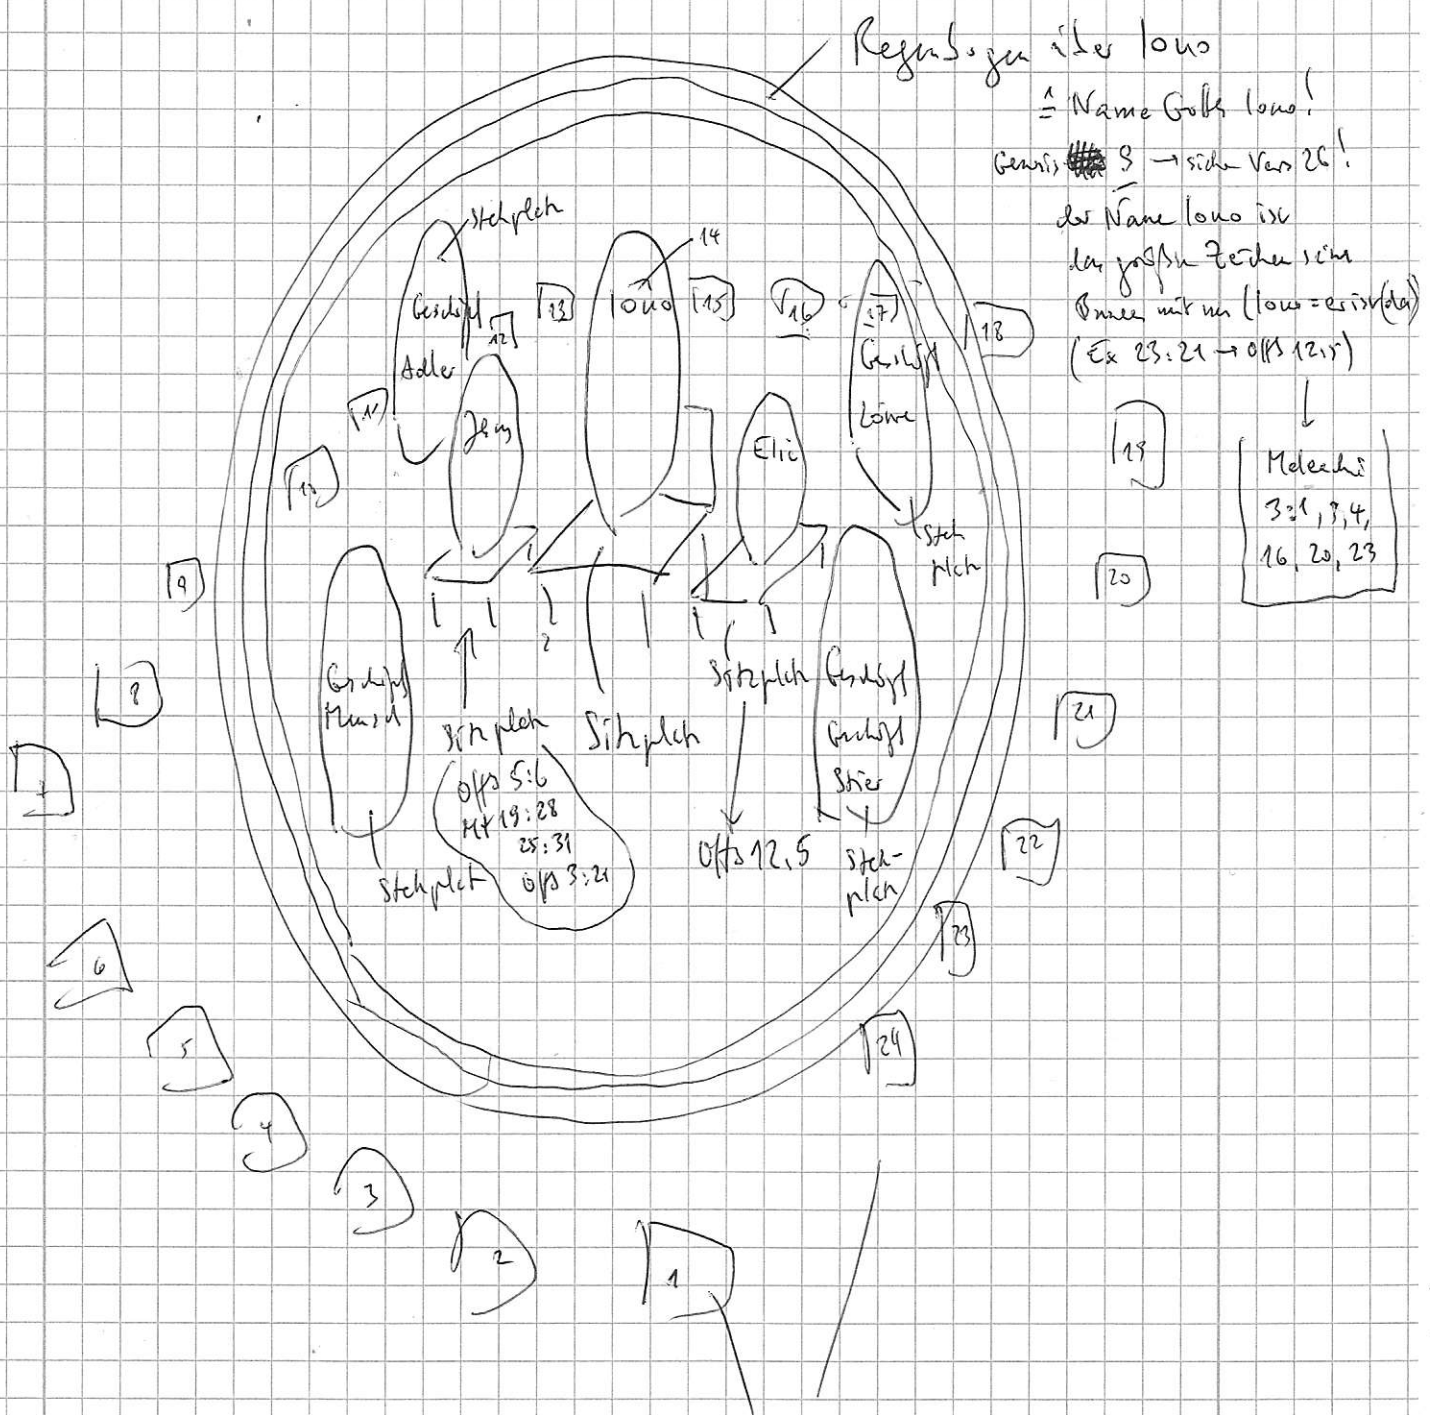 Regenbogen über Iouo
≙ Name Gottes Iouo!
Genesis 9 → siehe Vers 26!
der Name Iouo ist
das größte Zeichen seines
Bundes mit uns (Iouo = er ist (da))
(Ex 23:21 → Offb 12,5)
Maleachi
3:1, 3, 4,
16, 20, 23
Stehplatz
14
Geschöpf
Adler
12
13
Iouo
15
16
17
Geschöpf
Löwe
18
11
Jesus
Elia
19
10
Steh
platz
9
20
8
Geschöpf
Mensch
Sitzplatz
Geschöpf
Geschöpf
Stier
21
Sitzplatz
Sitzplatz
7
Offb 5:6
Mt 19:28
25:31
Offb 3:21
Offb 12,5
Steh-
platz
22
Stehplatz
23
6
5
24
4
3
2
1